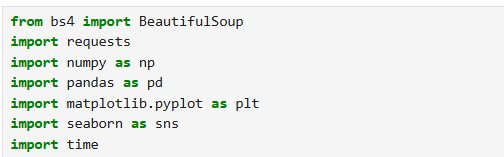 from bs4 import BeautifulSoup
import requests
import numpy as np
import pandas as pd
import matplotlib.pyplot as plt
import seaborn as sns
import time